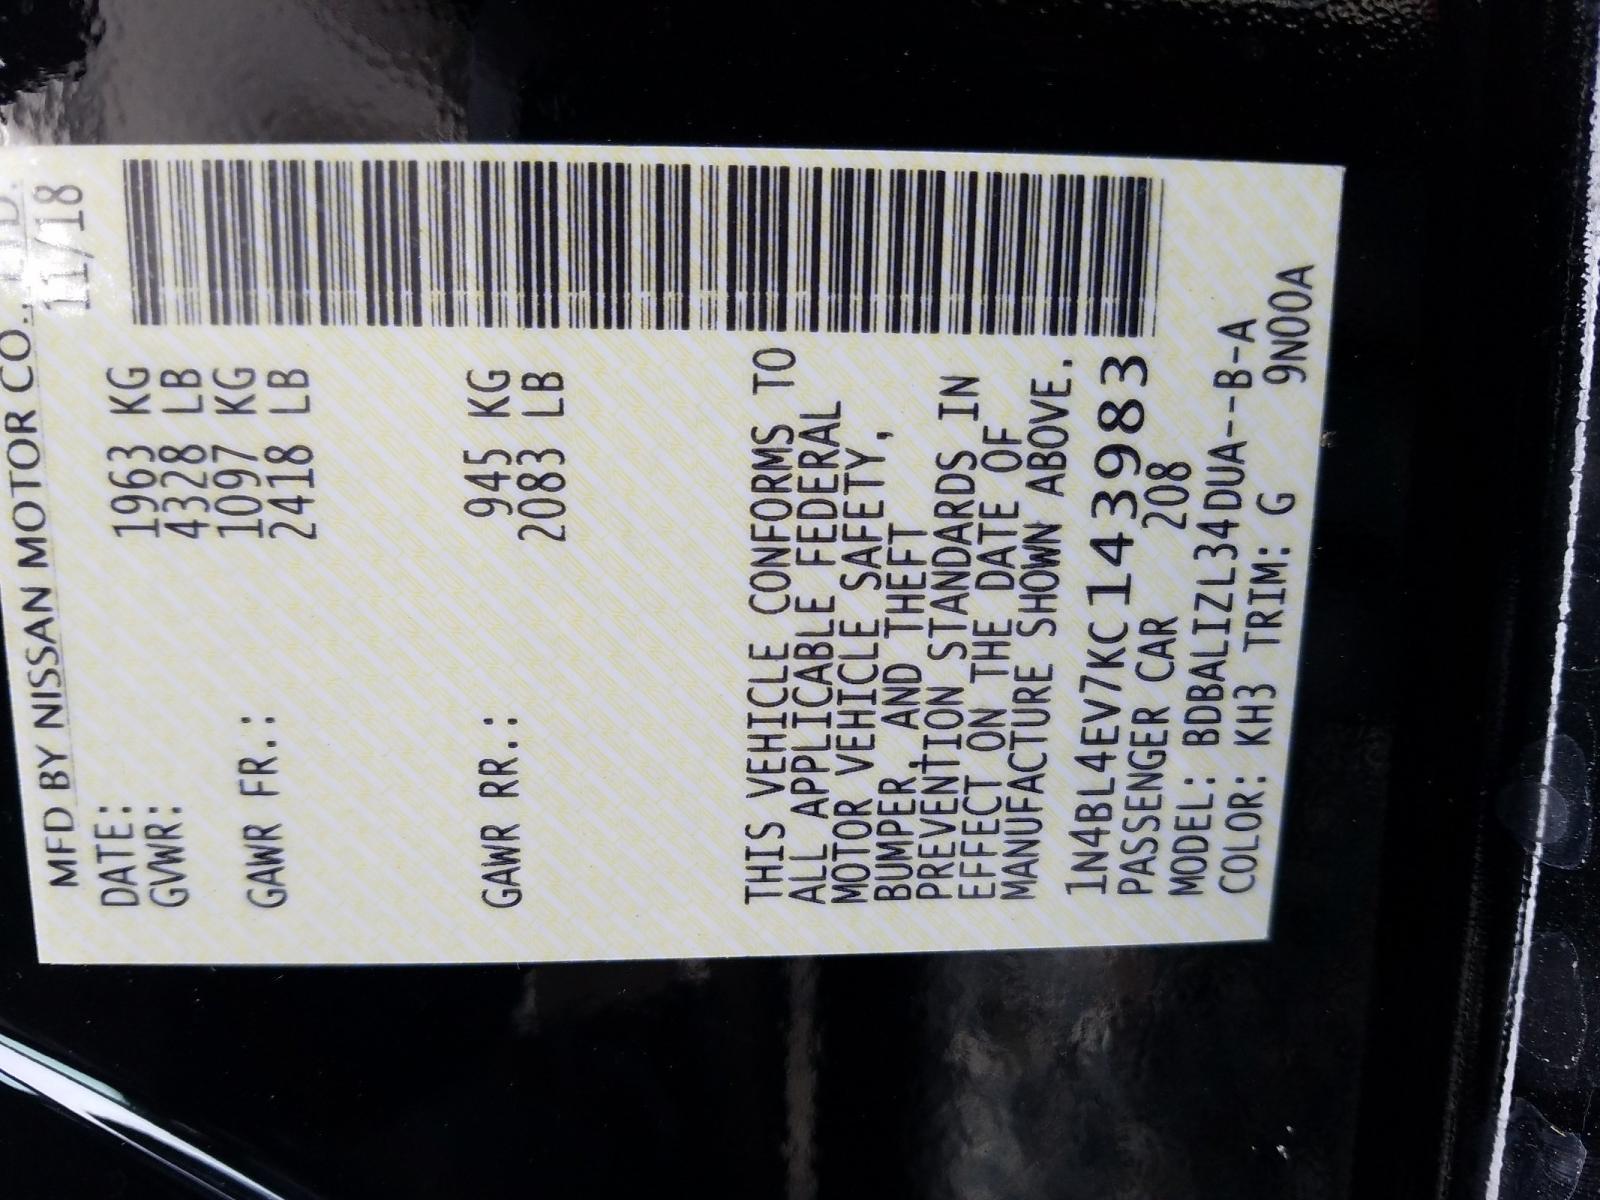 MFD BY NISSAN MOTOR CO., LTD.
DATE: 11/18
GVWR: 1963 KG
4328 LB
GAWR FR.: 1097 KG
2418 LB
GAWR RR.: 945 KG
2083 LB
THIS VEHICLE CONFORMS TO
ALL APPLICABLE FEDERAL
MOTOR VEHICLE SAFETY,
BUMPER, AND THEFT
PREVENTION STANDARDS IN
EFFECT ON THE DATE OF
MANUFACTURE SHOWN ABOVE.
1N4BL4EV7KC143983
PASSENGER CAR 208
MODEL: BDBALIZL34DUA--B-A
COLOR: KH3 TRIM: G 9N00A